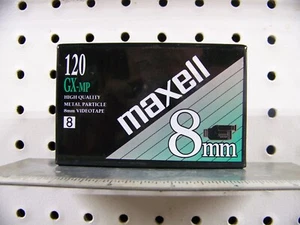 120
GX-MP
HIGH QUALITY
METAL PARTICLE
8mm VIDEOTAPE
8
maxell
8mm